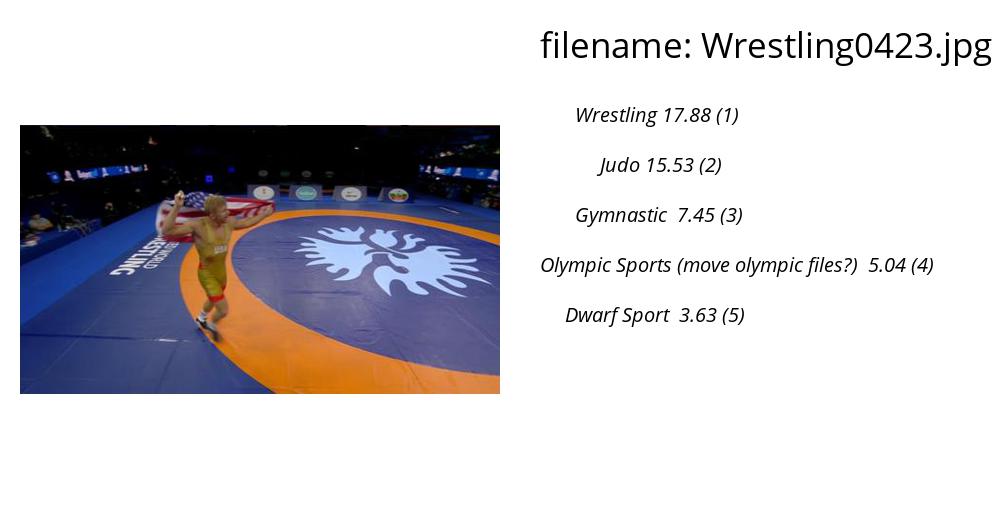 filename: Wrestling0423.jpg
Wrestling 17.88 (1)
Judo 15.53 (2)
Gymnastic 7.45 (3)
Olympic Sports (move olympic files?) 5.04 (4)
Dwarf Sport 3.63 (5)
USA
WRESTLING